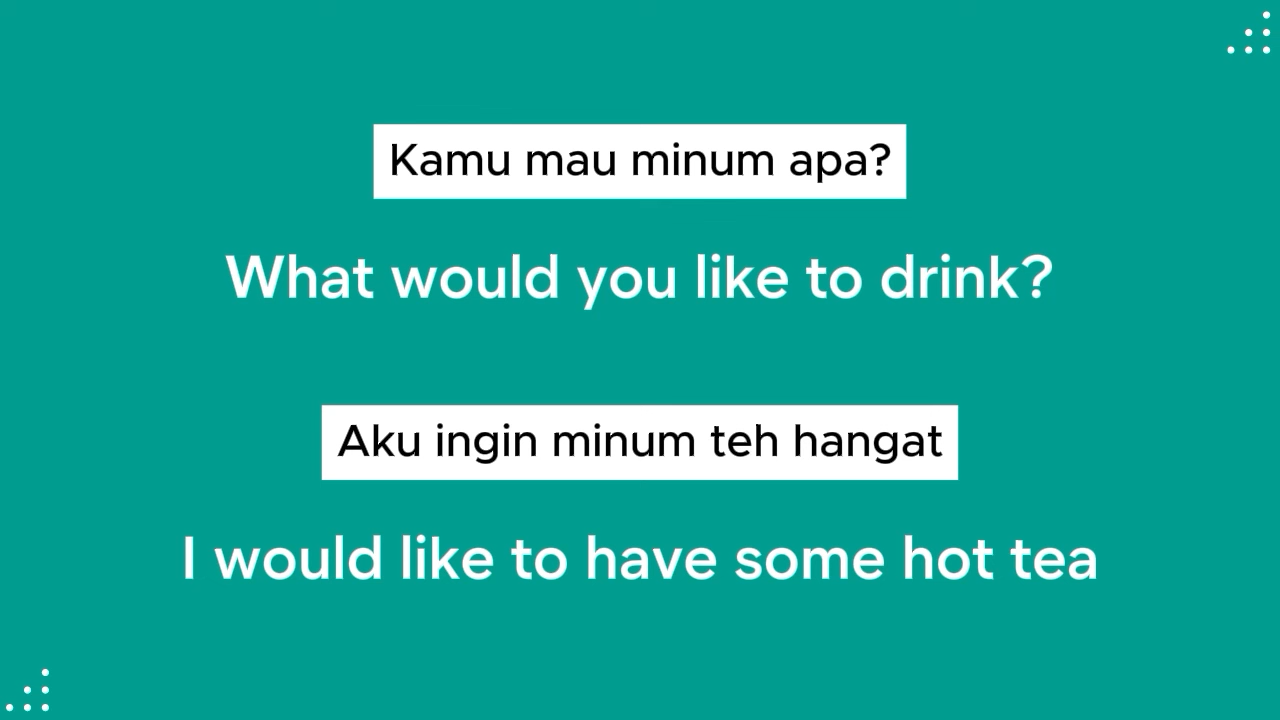 Kamu mau minum apa?
What would you like to drink?
Aku ingin minum teh hangat
I would like to have some hot tea